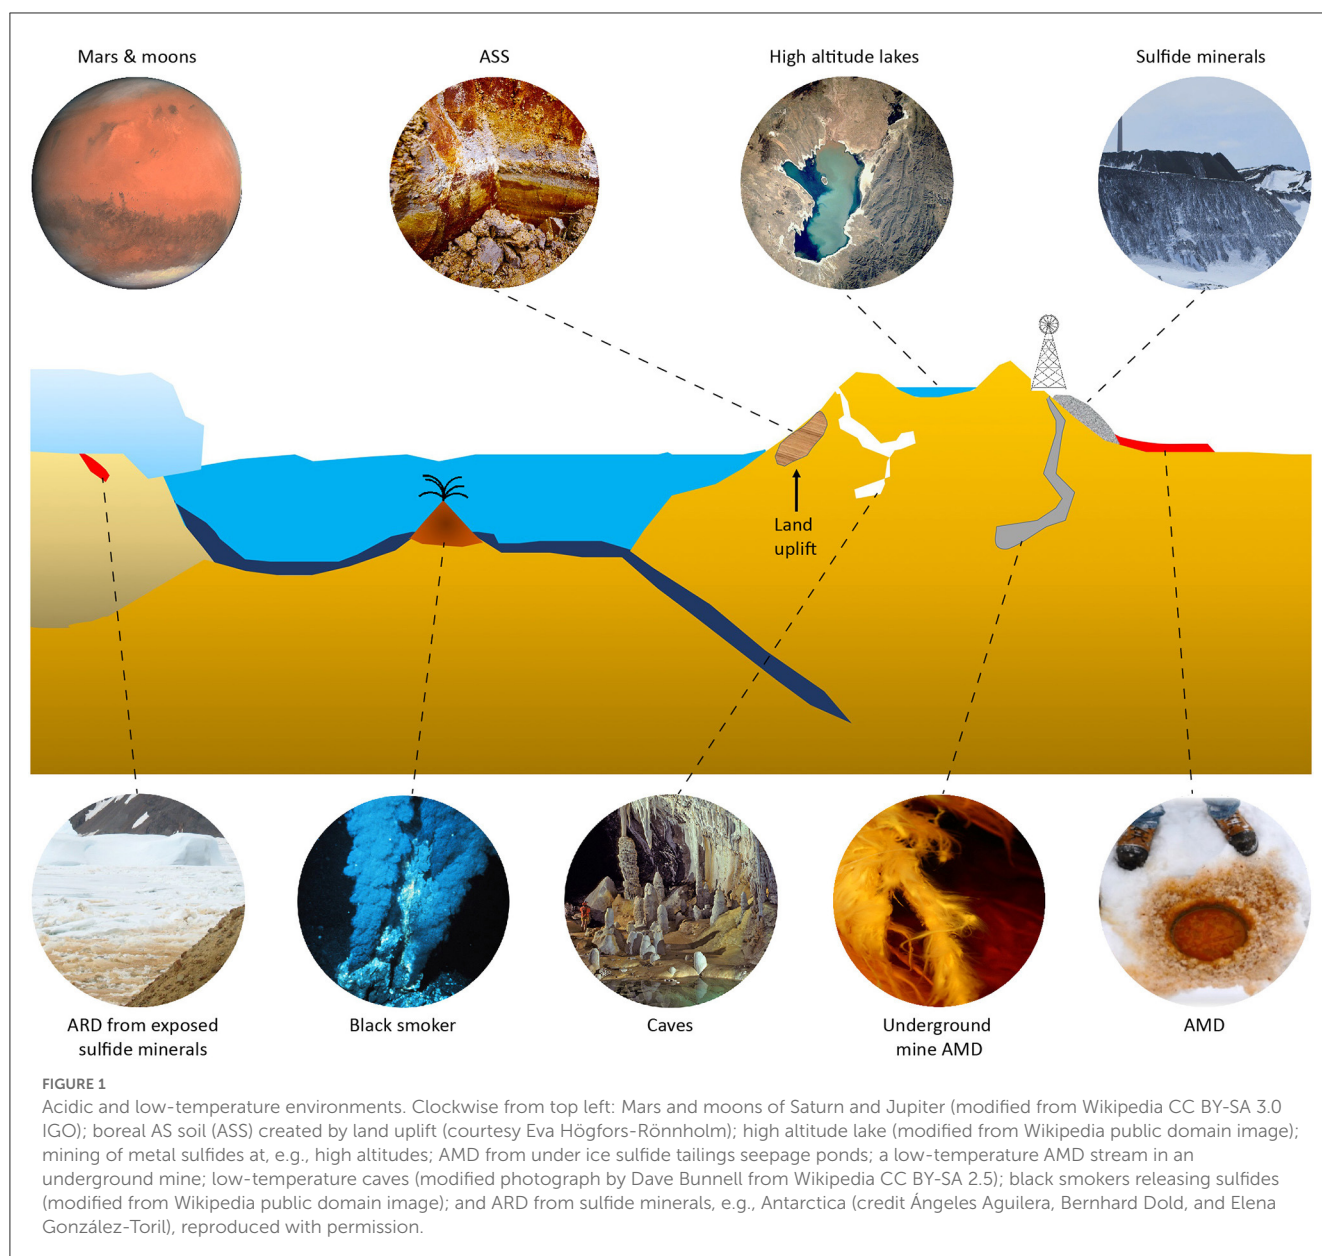 Mars & moons
ASS
High altitude lakes
Sulfide minerals
Land
uplift
ARD from exposed
sulfide minerals
Black smoker
Caves
Underground
mine AMD
AMD
FIGURE 1
Acidic and low-temperature environments. Clockwise from top left: Mars and moons of Saturn and Jupiter (modified from Wikipedia CC BY-SA 3.0
IGO); boreal AS soil (ASS) created by land uplift (courtesy Eva Högfors-Rönnholm); high altitude lake (modified from Wikipedia public domain image);
mining of metal sulfides at, e.g., high altitudes; AMD from under ice sulfide tailings seepage ponds; a low-temperature AMD stream in an
underground mine; low-temperature caves (modified photograph by Dave Bunnell from Wikipedia CC BY-SA 2.5); black smokers releasing sulfides
(modified from Wikipedia public domain image); and ARD from sulfide minerals, e.g., Antarctica (credit Ángeles Aguilera, Bernhard Dold, and Elena
González-Toril), reproduced with permission.